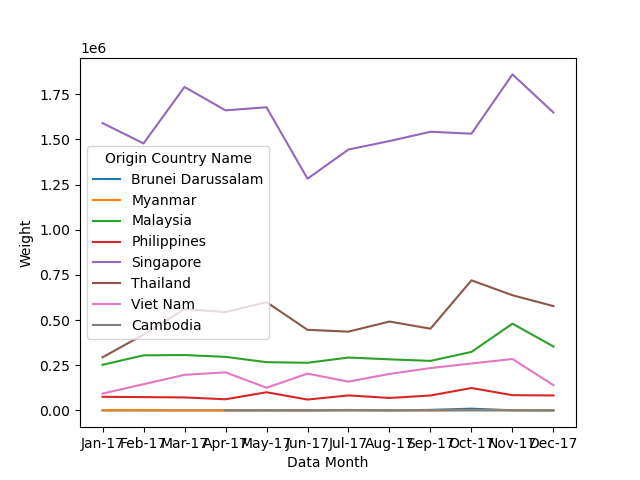 1e6
1.75
1.50
1.25
1.00
0.75
0.50
0.25
0.00
Weight
Origin Country Name
Brunei Darussalam
Myanmar
Malaysia
Philippines
Singapore
Thailand
Viet Nam
Cambodia
Jan-17 Feb-17 Mar-17 Apr-17 May-17 Jun-17 Jul-17 Aug-17 Sep-17 Oct-17 Nov-17 Dec-17
Data Month